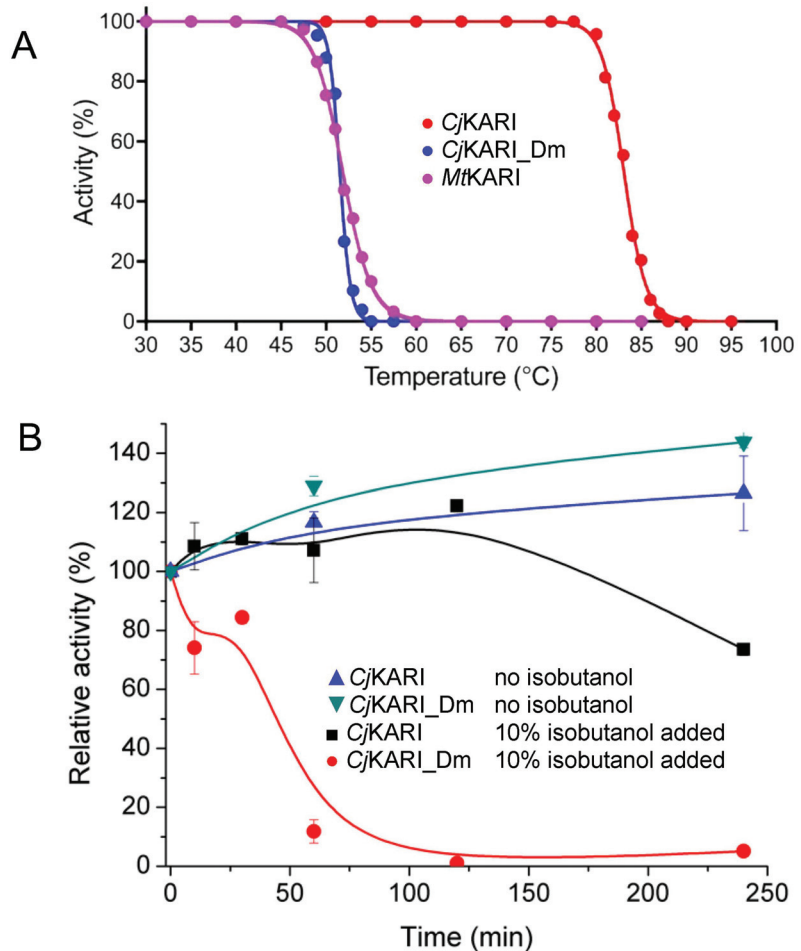 A
100
80
60
40
20
0
Activity (%)
CjKARI
CjKARI_Dm
MtKARI
30 35 40 45 50 55 60 65 70 75 80 85 90 95 100
Temperature (°C)
B
140
120
100
80
60
40
20
0
Relative activity (%)
CjKARI no isobutanol
CjKARI_Dm no isobutanol
CjKARI 10% isobutanol added
CjKARI_Dm 10% isobutanol added
0 50 100 150 200 250
Time (min)